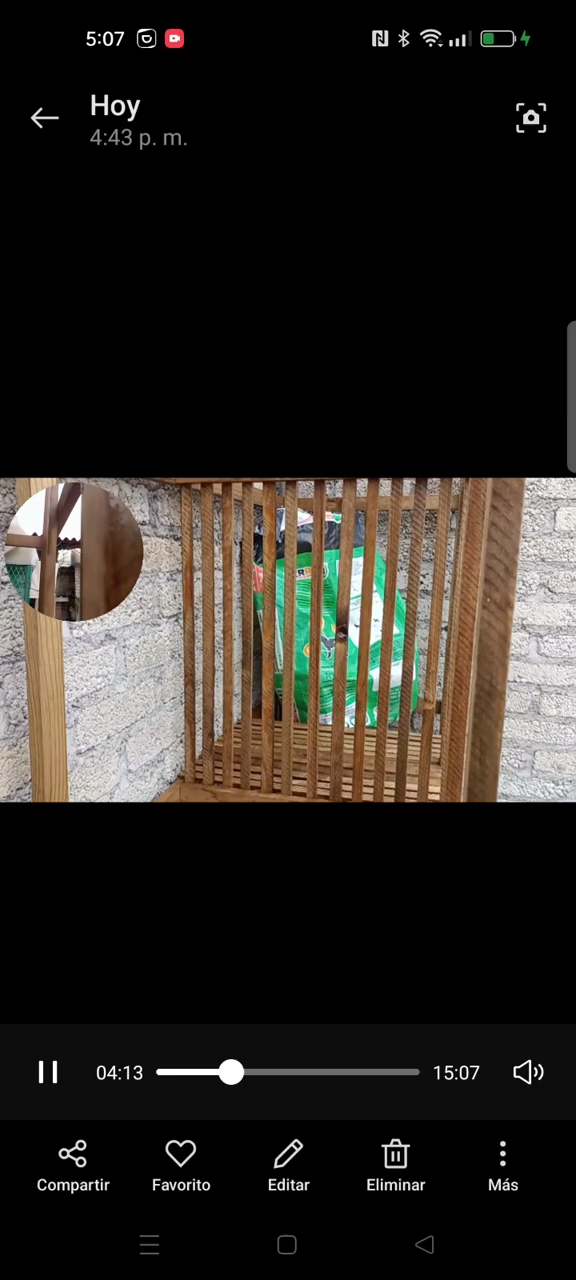 5:07
Hoy
4:43 p. m.
04:13
15:07
Compartir
Favorito
Editar
Eliminar
Más